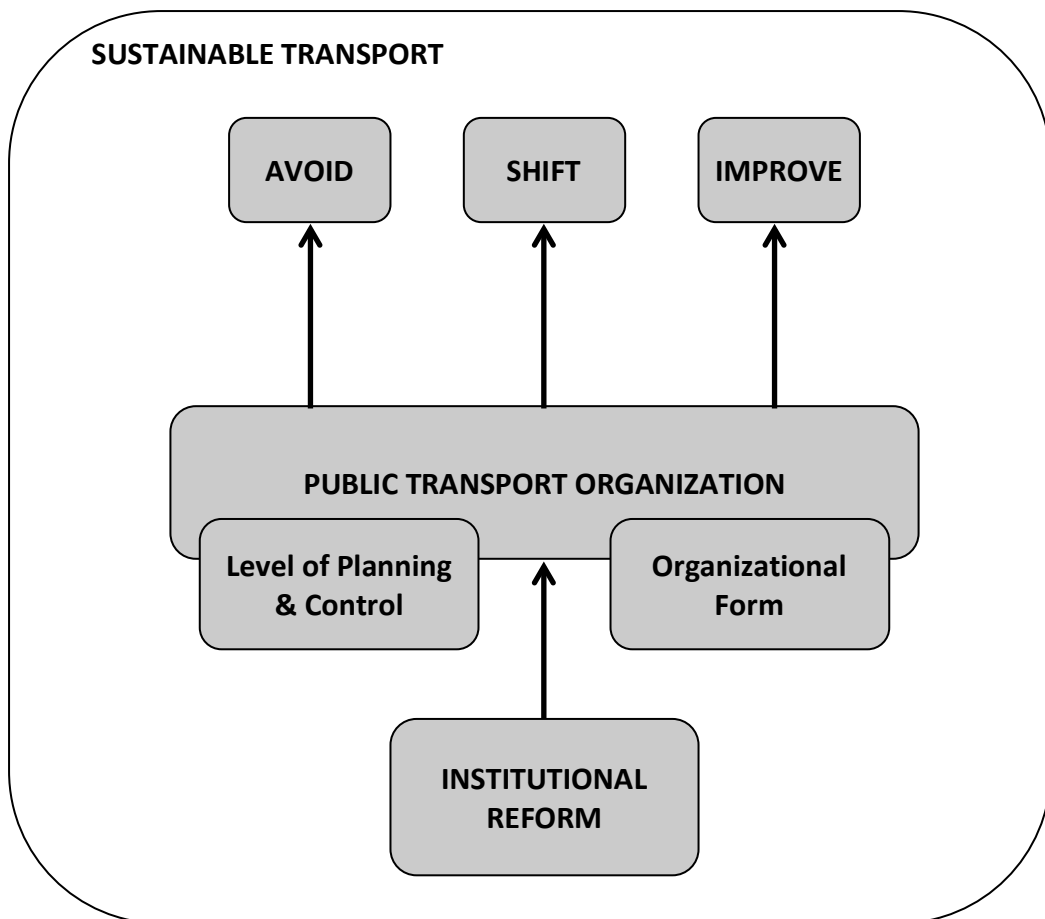 SUSTAINABLE TRANSPORT
AVOID
SHIFT
IMPROVE
PUBLIC TRANSPORT ORGANIZATION
Level of Planning
& Control
Organizational
Form
INSTITUTIONAL
REFORM